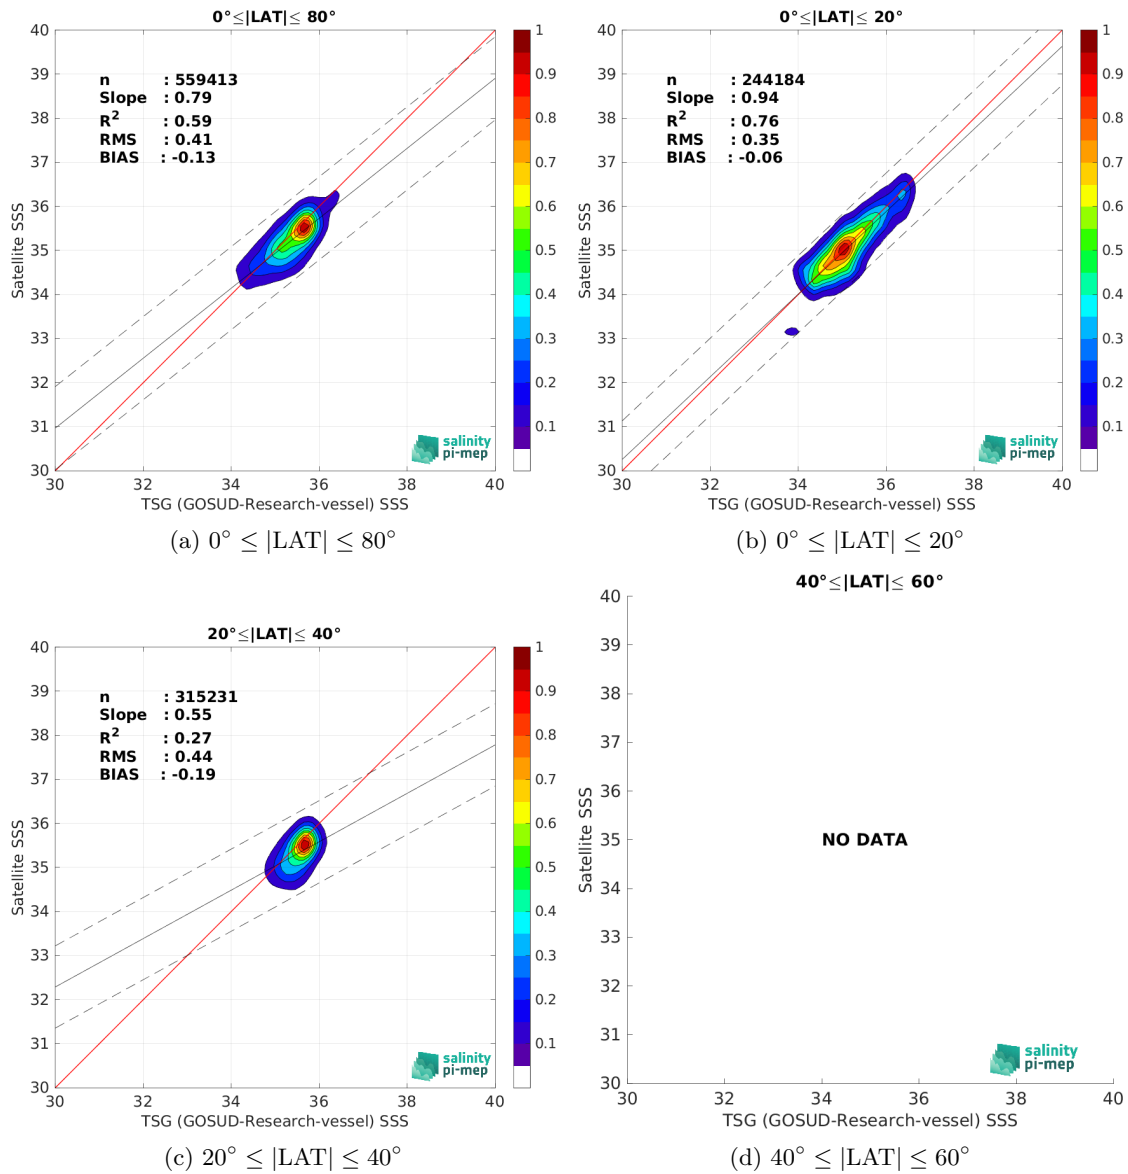 0°≤|LAT|≤ 80°
40
39
38
37
36
35
34
33
32
31
30
Satellite SSS
n : 559413
Slope : 0.79
R² : 0.59
RMS : 0.41
BIAS : -0.13
salinity
pi-mep
30 32 34 36 38 40
TSG (GOSUD-Research-vessel) SSS
1
0.9
0.8
0.7
0.6
0.5
0.4
0.3
0.2
0.1
(a) 0° ≤ |LAT| ≤ 80°
0°≤|LAT|≤ 20°
40
39
38
37
36
35
34
33
32
31
30
Satellite SSS
n : 244184
Slope : 0.94
R² : 0.76
RMS : 0.35
BIAS : -0.06
salinity
pi-mep
30 32 34 36 38 40
TSG (GOSUD-Research-vessel) SSS
1
0.9
0.8
0.7
0.6
0.5
0.4
0.3
0.2
0.1
(b) 0° ≤ |LAT| ≤ 20°
20°≤|LAT|≤ 40°
40
39
38
37
36
35
34
33
32
31
30
Satellite SSS
n : 315231
Slope : 0.55
R² : 0.27
RMS : 0.44
BIAS : -0.19
salinity
pi-mep
30 32 34 36 38 40
TSG (GOSUD-Research-vessel) SSS
1
0.9
0.8
0.7
0.6
0.5
0.4
0.3
0.2
0.1
(c) 20° ≤ |LAT| ≤ 40°
40°≤|LAT|≤ 60°
40
39
38
37
36
35
34
33
32
31
30
Satellite SSS
NO DATA
salinity
pi-mep
30 32 34 36 38 40
TSG (GOSUD-Research-vessel) SSS
(d) 40° ≤ |LAT| ≤ 60°